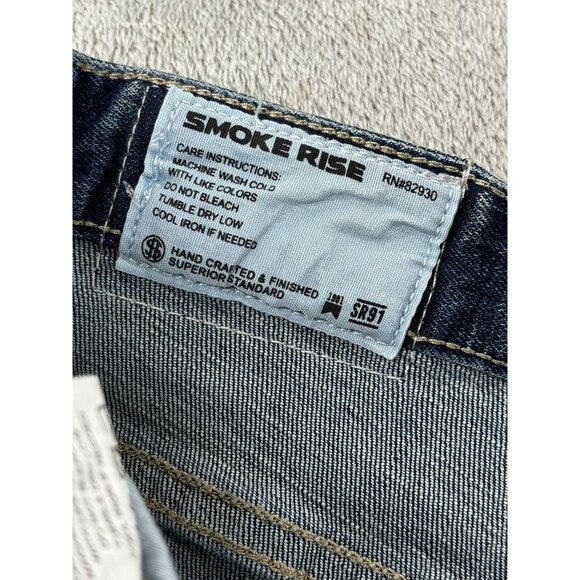 SMOKE RISE
RN#82930
CARE INSTRUCTIONS:
MACHINE WASH COLD
WITH LIKE COLORS
DO NOT BLEACH
TUMBLE DRY LOW
COOL IRON IF NEEDED
HAND CRAFTED & FINISHED
SUPERIOR STANDARD
1991
SR91